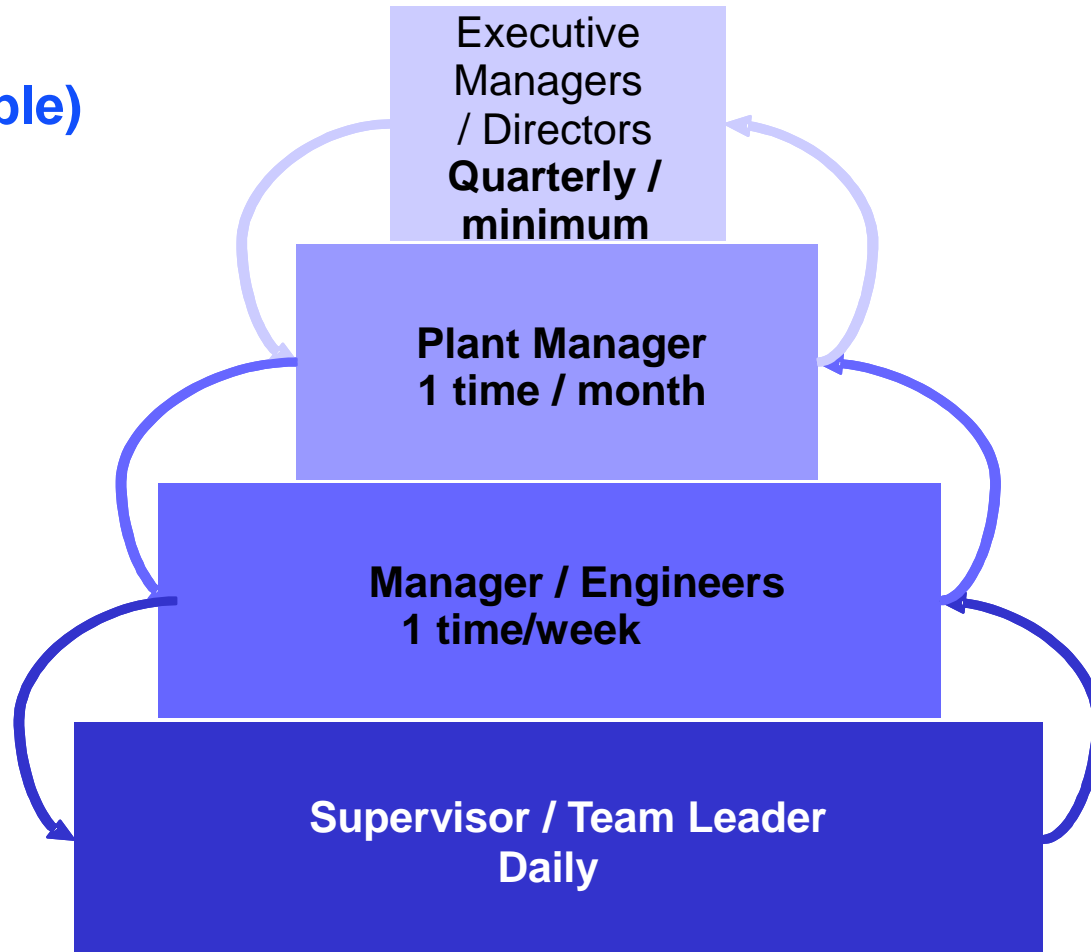 ple)
Executive
Managers
/ Directors
Quarterly /
minimum
Plant Manager
1 time / month
Manager / Engineers
1 time/week
Supervisor / Team Leader
Daily